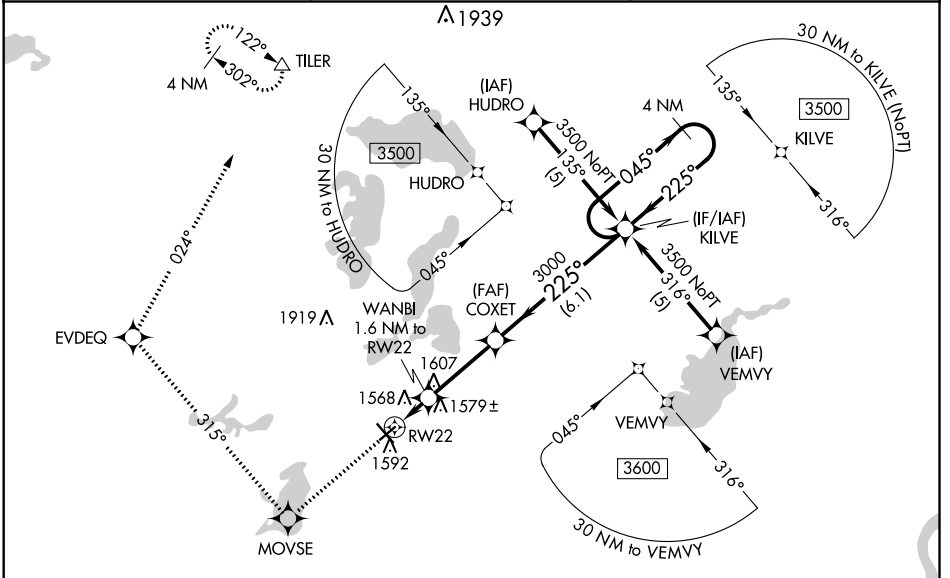 1939
122°
302°
4 NM
TILER
(IAF)
HUDRO
3500 NoPT
135°
(5)
4 NM
045°
225°
30 NM to KILVE (NoPT)
135°
3500
KILVE
316°
135°
3500
HUDRO
045°
30 NM to HUDRO
(IF/IAF)
KILVE
3000
225°
(6.1)
3500 NoPT
316°
(5)
(IAF)
VEMVY
(FAF)
COXET
024°
EVDEQ
1919
WANBI
1.6 NM to
RW22
1607
1568
1579±
RW22
1592
315°
MOVSE
VEMVY
045°
3600
316°
30 NM to VEMVY